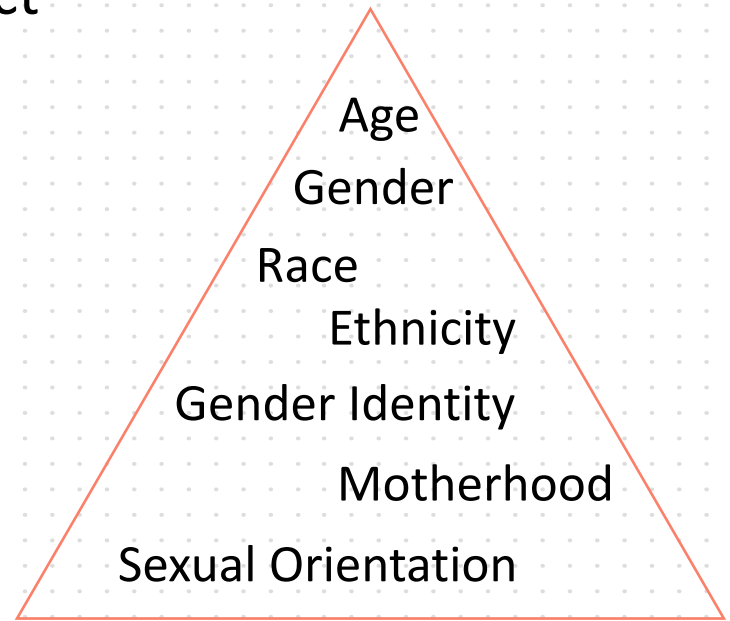 Age
Gender
Race
Ethnicity
Gender Identity
Motherhood
Sexual Orientation